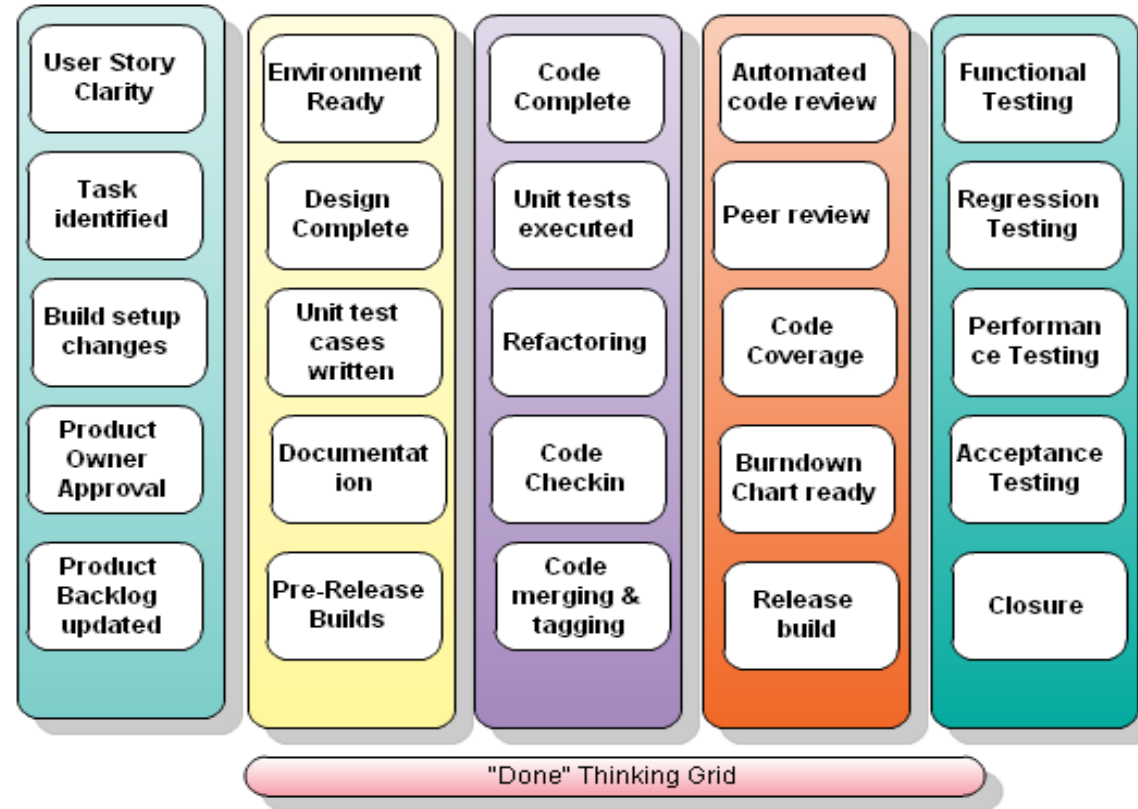 User Story
Clarity
Task
identified
Build setup
changes
Product
Owner
Approval
Product
Backlog
updated
Environment
Ready
Design
Complete
Unit test
cases
written
Documentat
ion
Pre-Release
Builds
Code
Complete
Unit tests
executed
Refactoring
Code
Checkin
Code
merging &
tagging
Automated
code review
Peer review
Code
Coverage
Burndown
Chart ready
Release
build
Functional
Testing
Regression
Testing
Performan
ce Testing
Acceptance
Testing
Closure
"Done" Thinking Grid